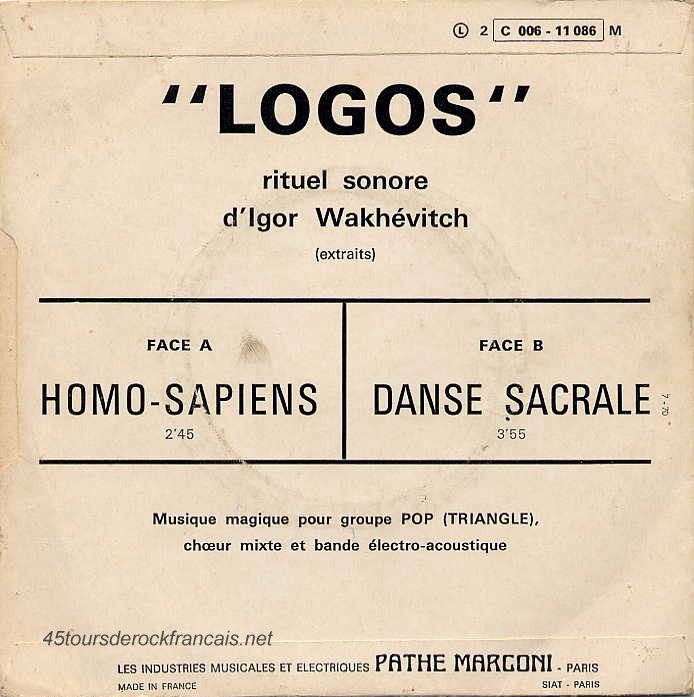 Ⓛ 2 C 006 - 11 086 M
"LOGOS"
rituel sonore
d'Igor Wakhévitch
(extraits)
FACE A
HOMO-SAPIENS
2'45
FACE B
DANSE SACRALE
3'55
7 - 70
Musique magique pour groupe POP (TRIANGLE),
chœur mixte et bande électro-acoustique
45toursderockfrancais.net
LES INDUSTRIES MUSICALES ET ELECTRIQUES PATHE MARCONI - PARIS
MADE IN FRANCE
SIAT - PARIS